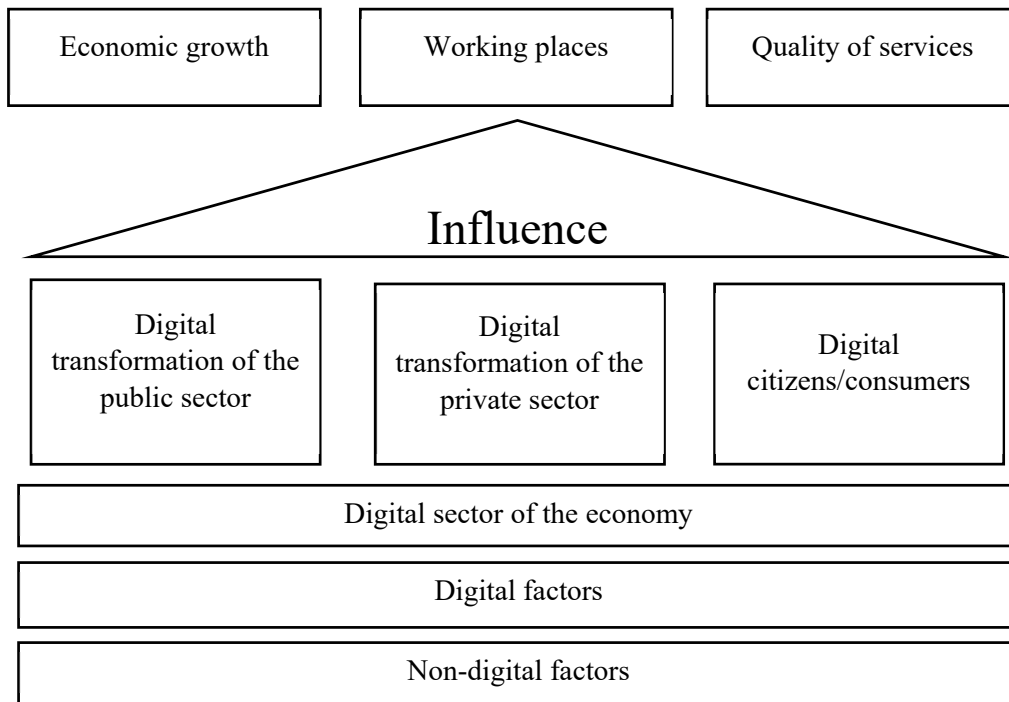 Economic growth
Working places
Quality of services
Influence
Digital
transformation of the
public sector
Digital
transformation of the
private sector
Digital
citizens/consumers
Digital sector of the economy
Digital factors
Non-digital factors